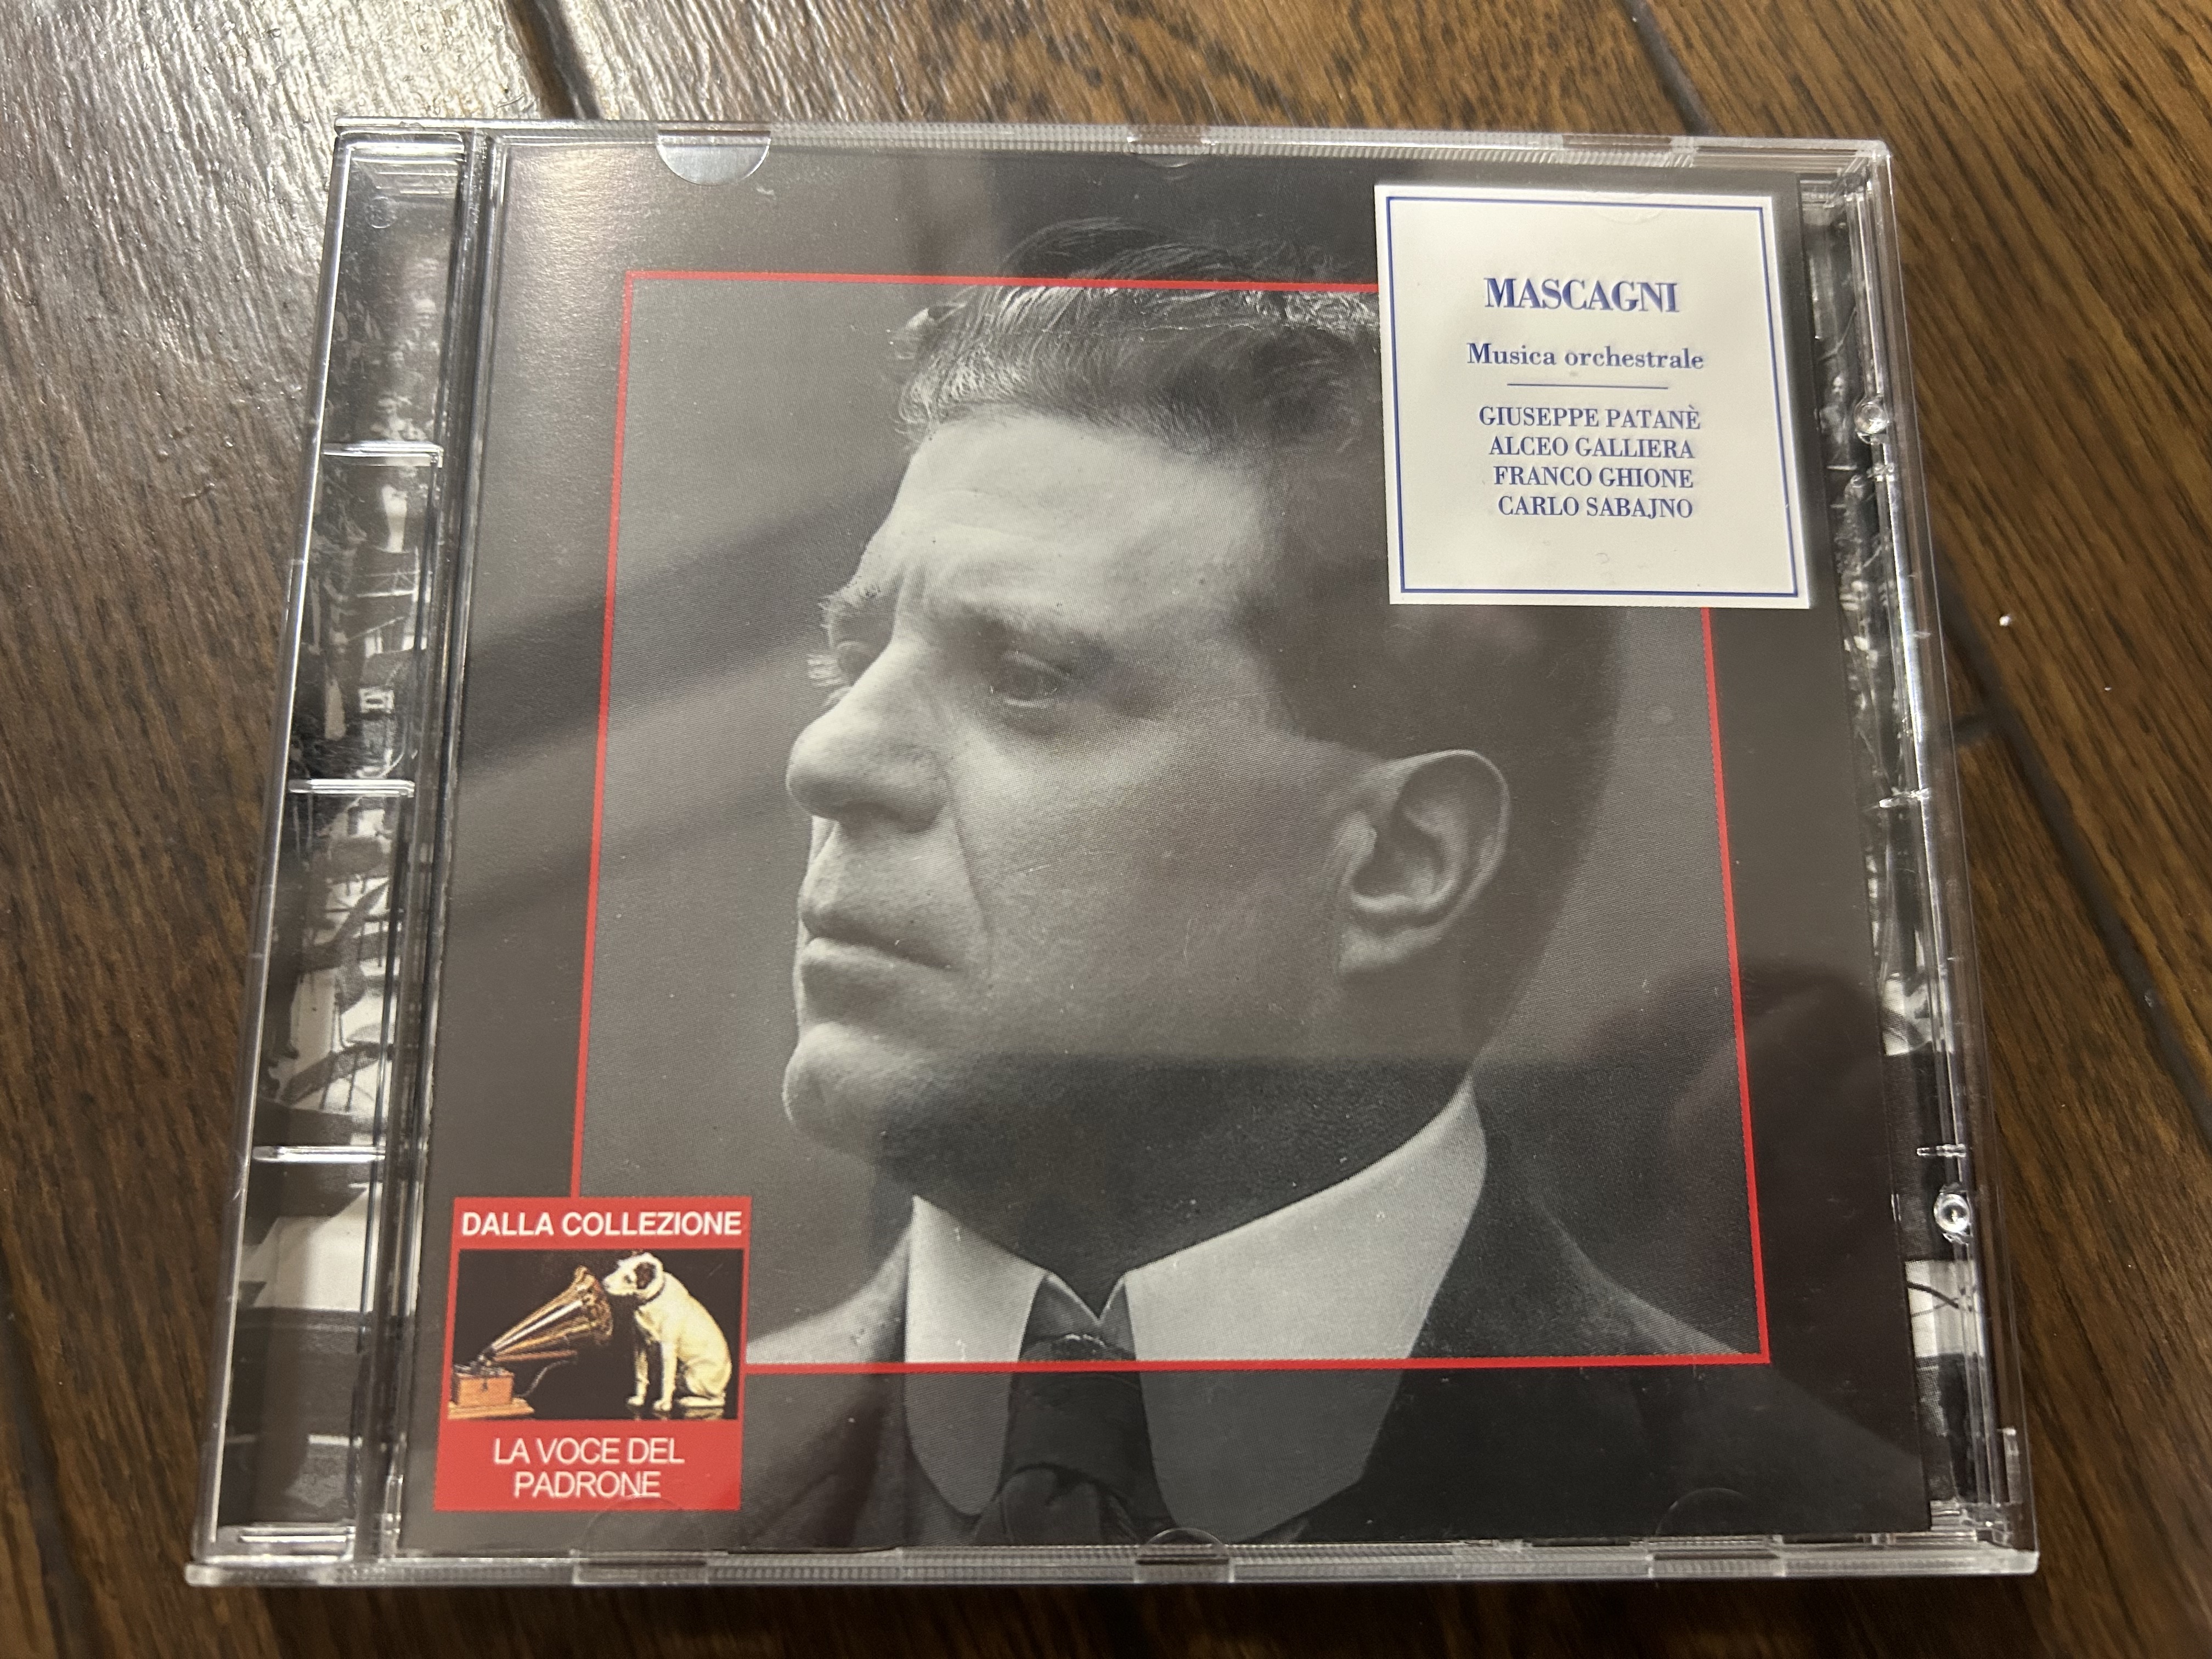 MASCAGNI
Musica orchestrale
GIUSEPPE PATANÈ
ALCEO GALLIERA
FRANCO GHIONE
CARLO SABAJNO
DALLA COLLEZIONE
LA VOCE DEL
PADRONE